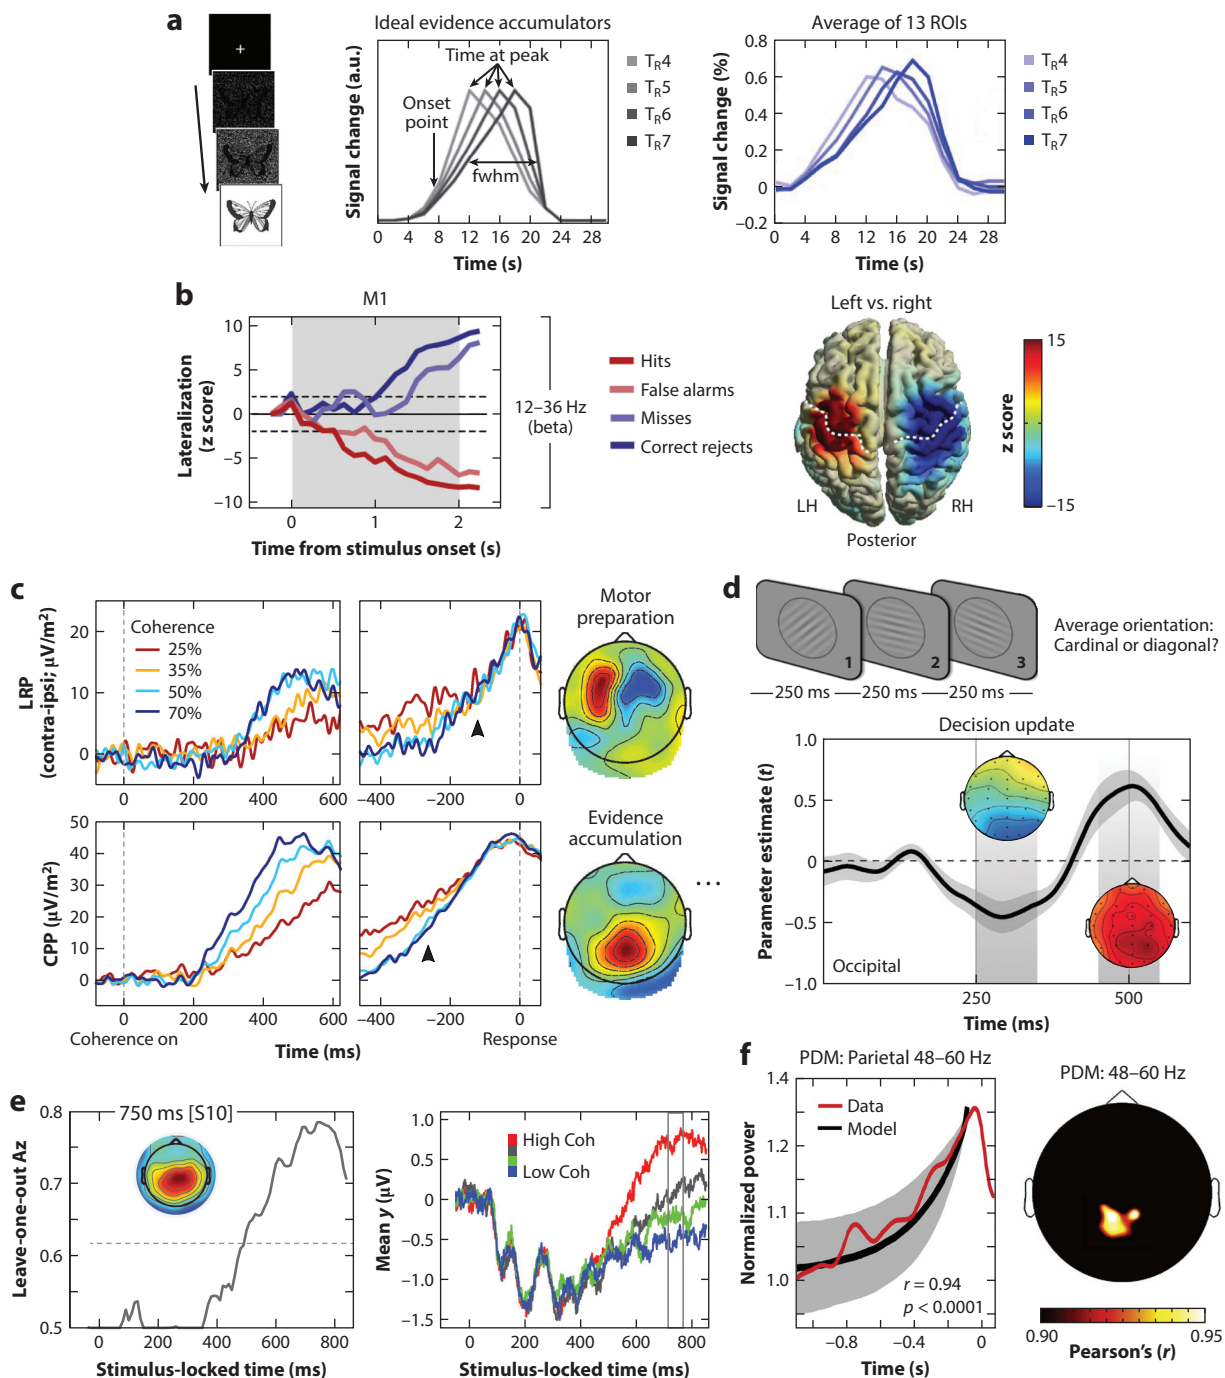 a
Ideal evidence accumulators
Signal change (a.u.)
Time at peak
Onset
point
fwhm
TR4
TR5
TR6
TR7
0 4 8 12 16 20 24 28
Time (s)
Average of 13 ROIs
Signal change (%)
0.8
0.6
0.4
0.2
0
−0.2
TR4
TR5
TR6
TR7
0 4 8 12 16 20 24 28
Time (s)
b
M1
Lateralization
(z score)
10
5
0
−5
−10
0 1 2
Time from stimulus onset (s)
12–36 Hz
(beta)
Hits
False alarms
Misses
Correct rejects
Left vs. right
LH
RH
Posterior
15
z score
−15
c
LRP
(contra-ipsi; μV/m²)
20
10
0
Coherence
25%
35%
50%
70%
0 200 400 600
−400 −200 0
Motor
preparation
CPP (μV/m²)
50
40
30
20
10
0
0 200 400 600
−400 −200 0
Coherence on
Time (ms)
Response
Evidence
accumulation
...
d
1
2
3
250 ms
250 ms
250 ms
Average orientation:
Cardinal or diagonal?
Decision update
Parameter estimate (t)
1.0
0.5
0
−0.5
−1.0
Occipital
250 500
Time (ms)
e
750 ms [S10]
Leave-one-out Az
0.8
0.7
0.6
0.5
0 200 400 600 800
Stimulus-locked time (ms)
Mean y (μV)
1.0
0.5
0
−0.5
−1.0
−1.5
High Coh
Low Coh
0 200 400 600 800
Stimulus-locked time (ms)
f
PDM: Parietal 48–60 Hz
Normalized power
1.4
1.2
1.2
1.0
Data
Model
r = 0.94
p < 0.0001
−0.8 −0.4 0
Time (s)
PDM: 48–60 Hz
0.90 0.95
Pearson's (r)